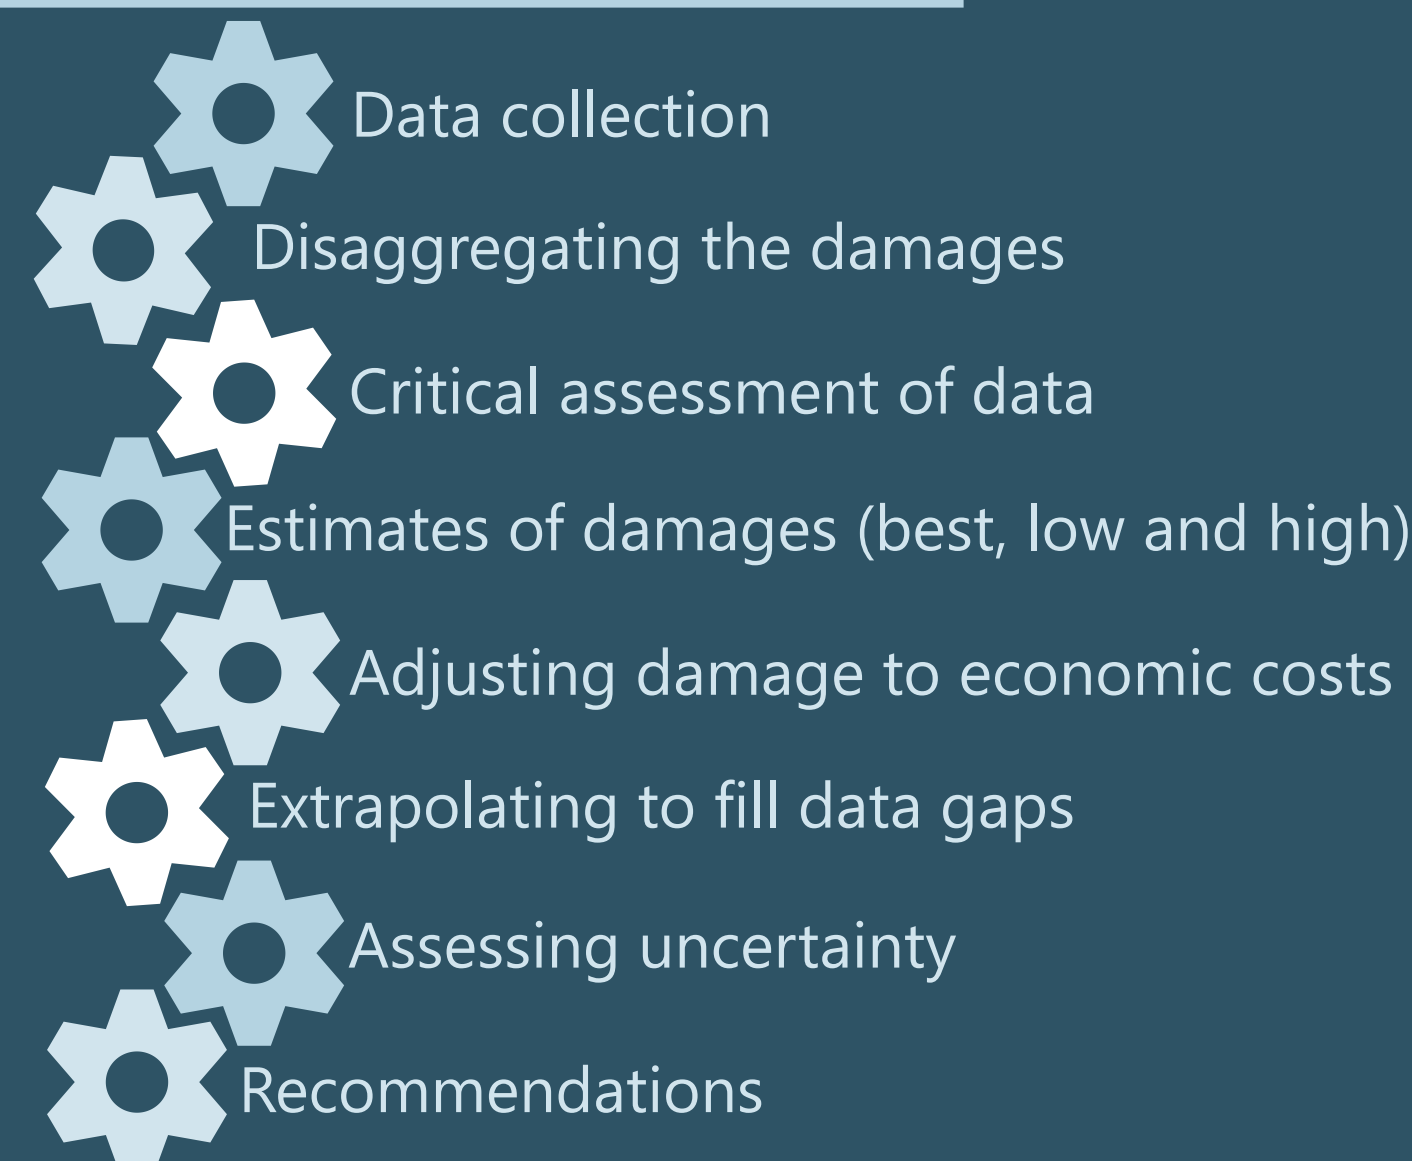 Data collection
Disaggregating the damages
Critical assessment of data
Estimates of damages (best, low and high)
Adjusting damage to economic costs
Extrapolating to fill data gaps
Assessing uncertainty
Recommendations